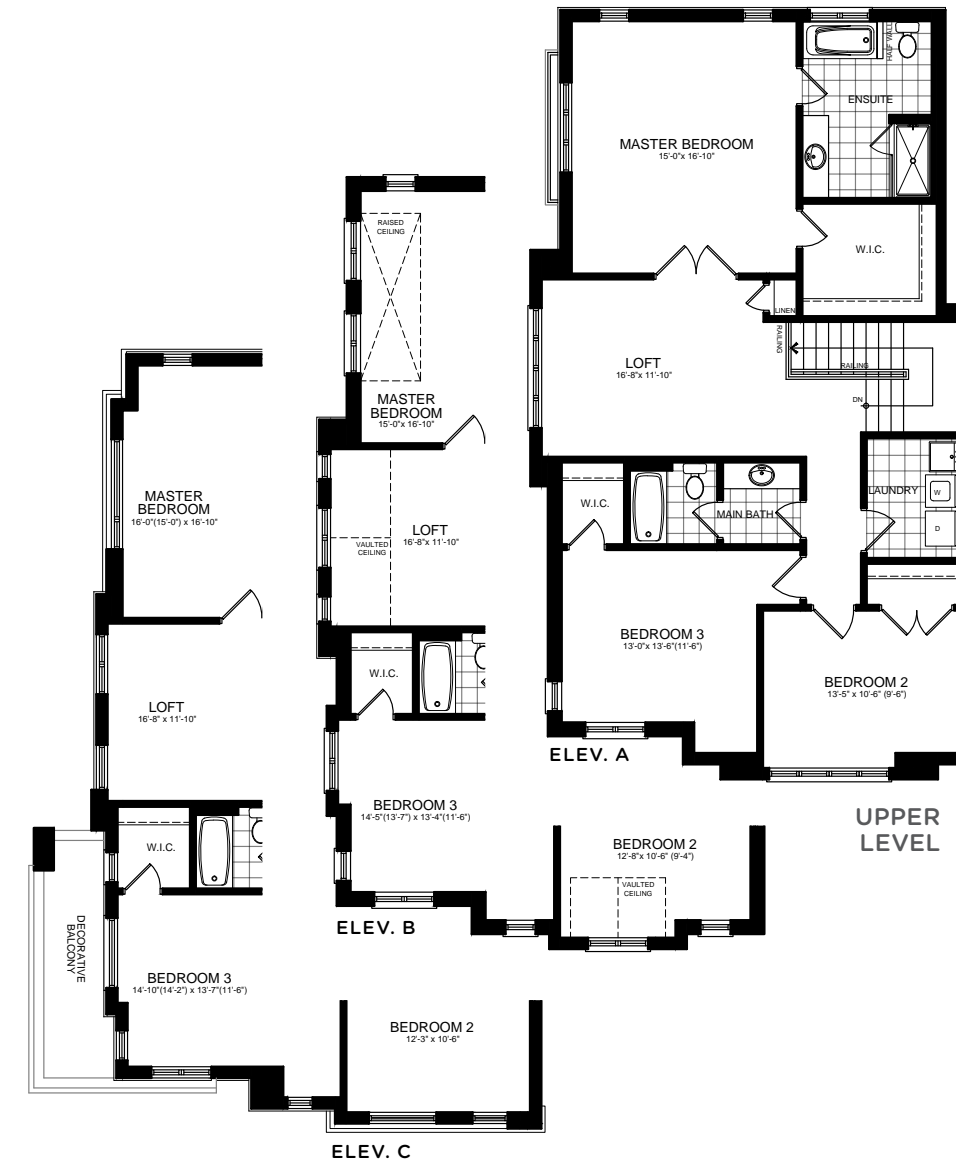 HALF WALL
ENSUITE
MASTER BEDROOM
15'-0"x 16'-10"
W.I.C.
LINEN
RAILING
RAILING
DN
LOFT
16'-8"x 11'-10"
W.I.C.
MAIN BATH
LAUNDRY
W
D
BEDROOM 3
13'-0"x 13'-6"(11'-6")
BEDROOM 2
13'-5" x 10'-6" (9'-6")
ELEV. A
UPPER
LEVEL
RAISED
CEILING
MASTER
BEDROOM
15'-0"x 16'-10"
LOFT
16'-8"x 11'-10"
VAULTED
CEILING
W.I.C.
BEDROOM 3
14'-5"(13'-7") x 13'-4"(11'-6")
BEDROOM 2
12'-8"x 10'-6" (9'-4")
VAULTED
CEILING
ELEV. B
MASTER
BEDROOM
16'-0"(15'-0") x 16'-10"
LOFT
16'-8" x 11'-10"
W.I.C.
DECORATIVE
BALCONY
BEDROOM 3
14'-10"(14'-2") x 13'-7"(11'-6")
BEDROOM 2
12'-3" x 10'-6"
ELEV. C